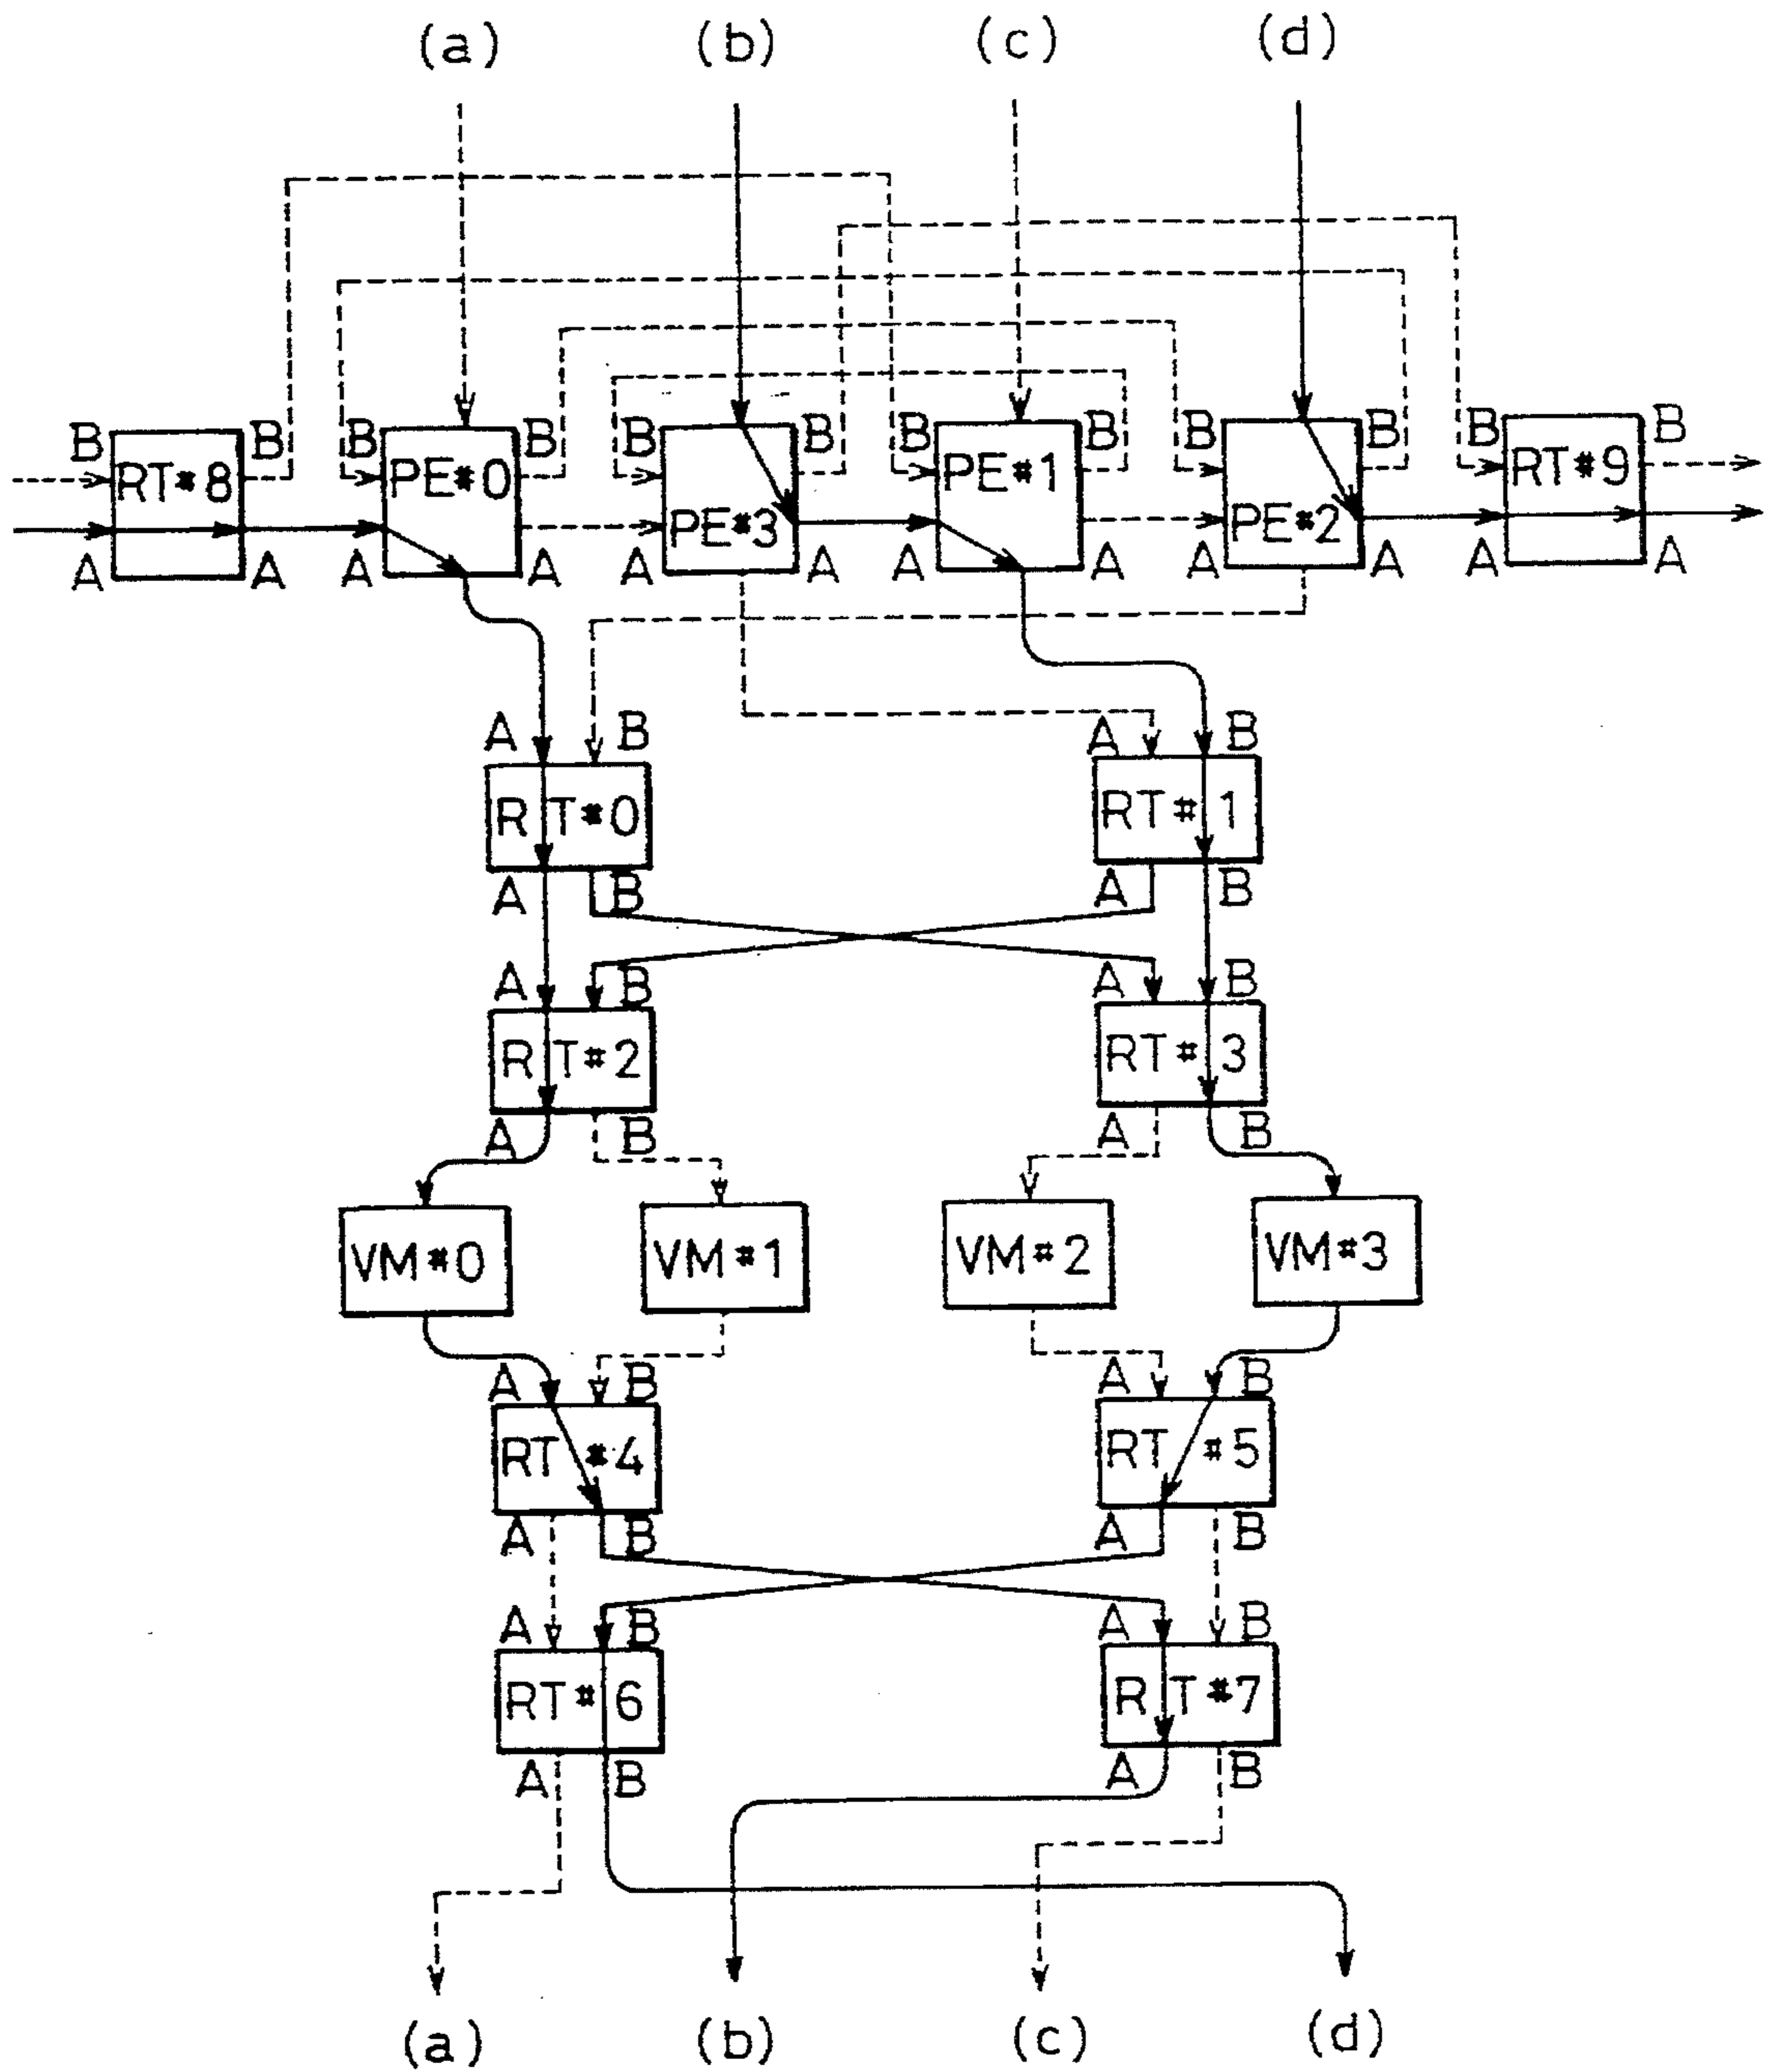 (a) (b) (c) (d)
B B B B B B B B B B B B
RT#8 PE#0 PE#3 PE#1 PE#2 RT#9
A A A A A A A A A A A A
A B A B
RT#0 RT#1
A B A B
A B A B
RT#2 RT#3
A B A B
VM#0 VM#1 VM#2 VM#3
A B A B
RT#4 RT#5
A B A B
A B A B
RT#6 RT#7
A B A B
(a) (b) (c) (d)